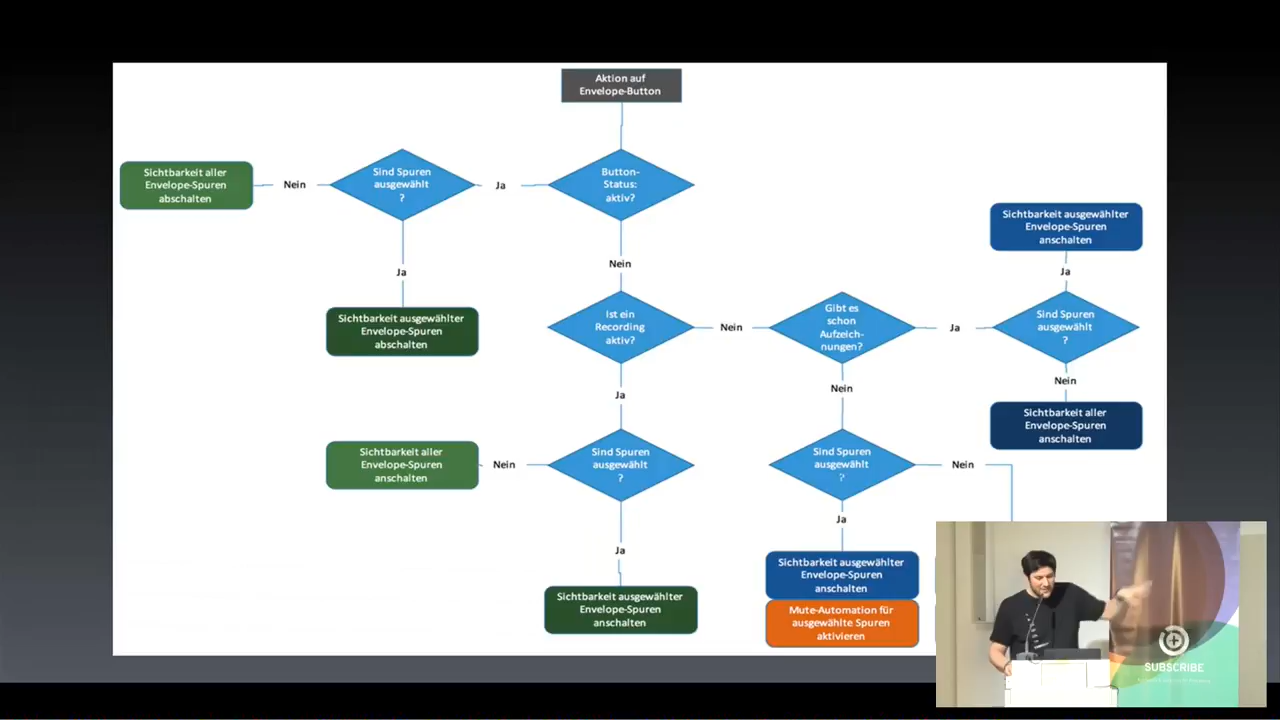 Aktion auf
Envelope-Button
Sichtbarkeit aller
Envelope-Spuren
abschalten
Nein
Sind Spuren
ausgewählt
?
Ja
Button-
Status:
aktiv?
Ja
Sichtbarkeit ausgewählter
Envelope-Spuren
abschalten
Nein
Ist ein
Recording
aktiv?
Nein
Gibt es
schon
Aufzeich-
nungen?
Ja
Sind Spuren
ausgewählt
?
Ja
Sichtbarkeit ausgewählter
Envelope-Spuren
anschalten
Nein
Sichtbarkeit aller
Envelope-Spuren
anschalten
Ja
Sichtbarkeit aller
Envelope-Spuren
anschalten
Nein
Sind Spuren
ausgewählt
?
Ja
Sichtbarkeit ausgewählter
Envelope-Spuren
anschalten
Nein
Sind Spuren
ausgewählt
?
Nein
Ja
Sichtbarkeit ausgewählter
Envelope-Spuren
anschalten
Mute-Automation für
ausgewählte Spuren
aktivieren
SUBSCRIBE